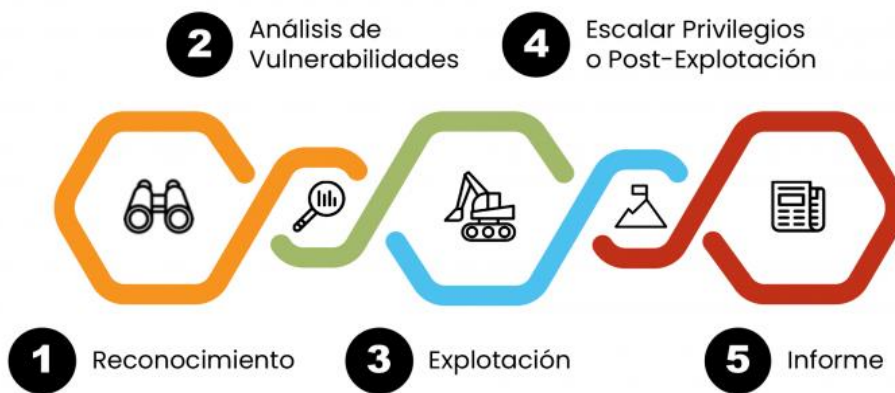 2 Análisis de
Vulnerabilidades
4 Escalar Privilegios
o Post-Explotación
1 Reconocimiento
3 Explotación
5 Informe